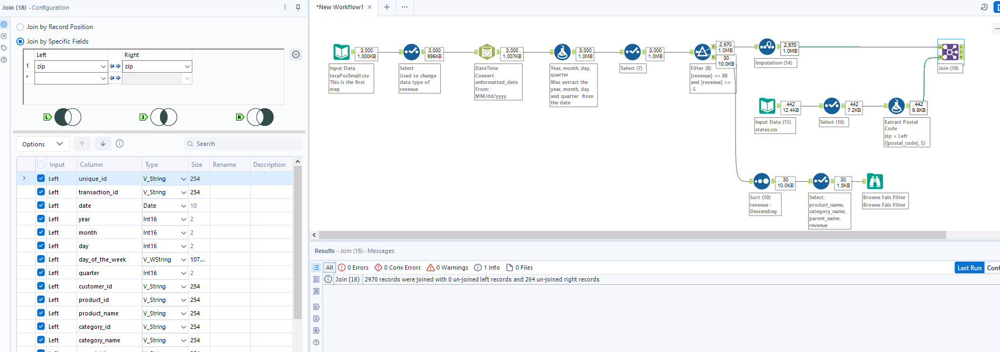 Join (18) - Configuration
Join by Record Position
Join by Specific Fields
Left Right
1 zip zip
*
L J R
Options Search
Input Column Type Size Rename Description
Left unique_id V_String 254
Left transaction_id V_String 254
Left date Date 10
Left year Int16 2
Left month Int16 2
Left day Int16 2
Left day_of_the_week V_WString 107...
Left quarter Int16 2
Left customer_id V_String 254
Left product_id V_String 254
Left product_name V_String 254
Left category_id V_String 254
Left category_name V_String 254
*New Workflow1
3,000
1,000KB
Input Data
tecaPosSmall.csv
This is the first
step
3,000
996KB
Select
Used to change
data type of
revenue
3,000
1,007KB
DateTime
Convert
unformatted_date
From:
MM/dd/yyyy
3,000
1.0MB
Year, month, day,
quarter
Was extract the
year, month, day
and quarter from
the date
3,000
1.0MB
Select (7)
T
2,970
1.0MB
F
30
10.0KB
Filter (8)
[revenue] <= 88
and [revenue] >=
-5
2,970
1.0MB
Imputation (14)
L L
J
R R
Join (18)
442
12.4KB
Input Data (15)
states.csv
442
7.2KB
Select (16)
442
9.8KB
Extract Postal
Code
zip = Left
([postal_code], 5)
30
10.0KB
Sort (10)
revenue -
Descending
30
1.5KB
Select:
product_name,
category_name,
parent_name,
revenue
Browse Fals Filter
Browse Fals Filter
Results - Join (18) - Messages
All 0 Errors 0 Conv Errors 0 Warnings 1 Info 0 Files Last Run Conf
Join (18) 2970 records were joined with 0 un-joined left records and 264 un-joined right records
L
R
L
J
R